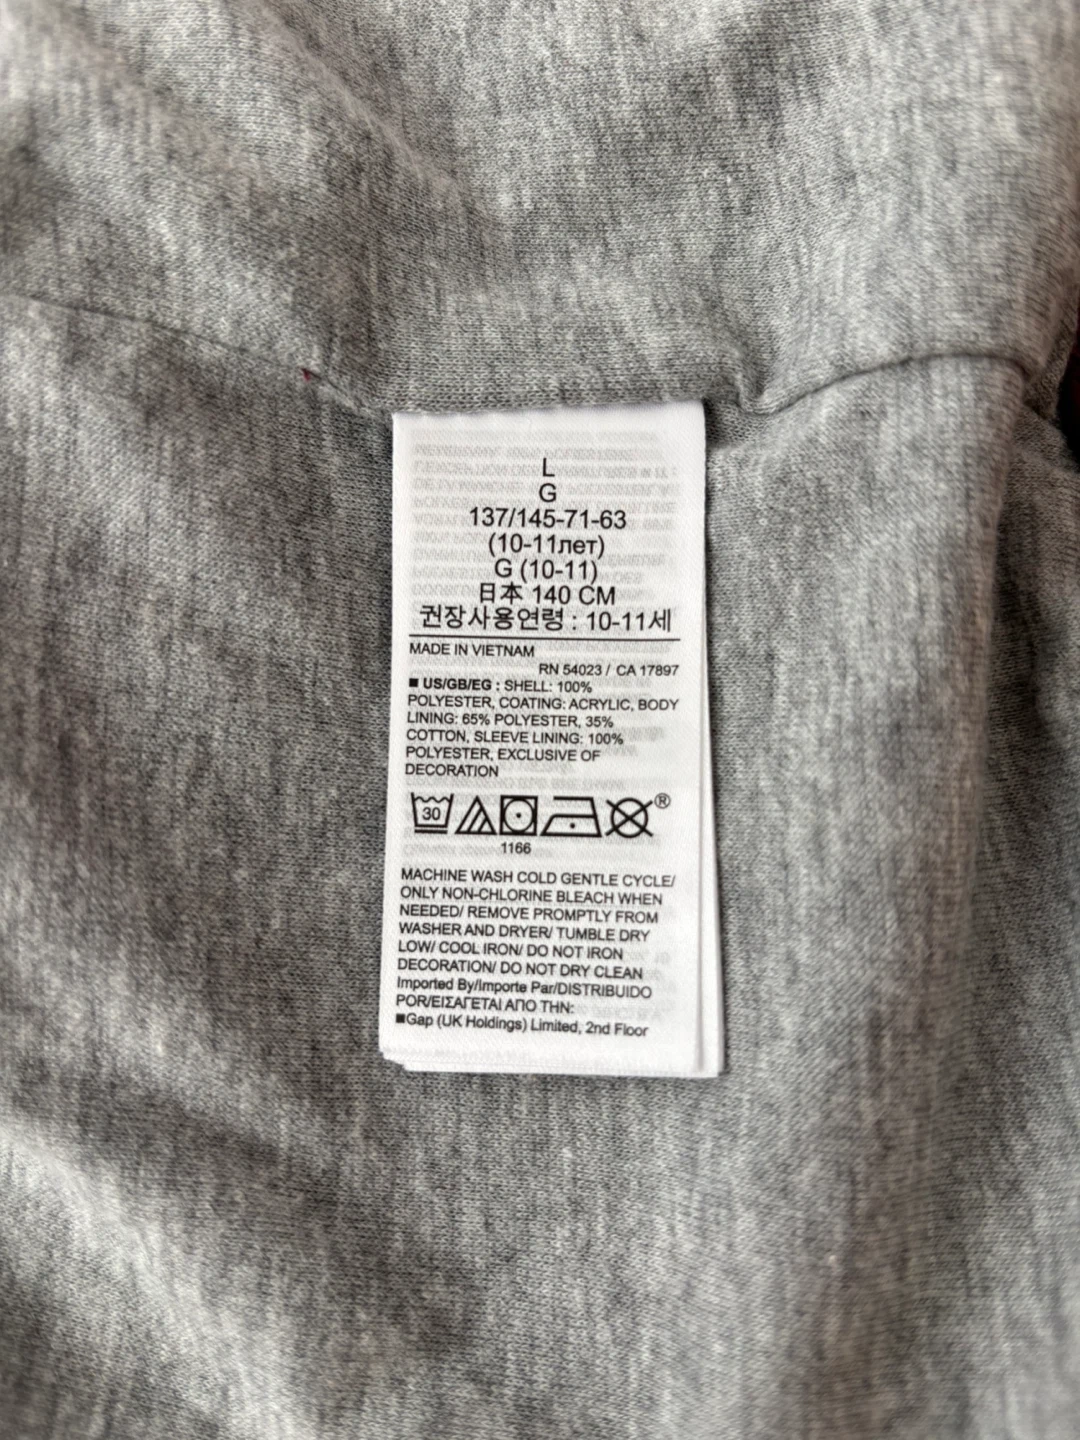 L
G
137/145-71-63
(10-11лет)
G (10-11)
日本 140 CM
권장사용연령 : 10-11세
MADE IN VIETNAM
RN 54023 / CA 17897
■ US/GB/EG : SHELL: 100%
POLYESTER, COATING: ACRYLIC, BODY
LINING: 65% POLYESTER, 35%
COTTON, SLEEVE LINING: 100%
POLYESTER, EXCLUSIVE OF
DECORATION
30 ®
1166
MACHINE WASH COLD GENTLE CYCLE/
ONLY NON-CHLORINE BLEACH WHEN
NEEDED/ REMOVE PROMPTLY FROM
WASHER AND DRYER/ TUMBLE DRY
LOW/ COOL IRON/ DO NOT IRON
DECORATION/ DO NOT DRY CLEAN
Imported By/Importe Par/DISTRIBUIDO
POR/ΕΙΣΑΓΕΤΑΙ ΑΠΟ ΤΗΝ:
■Gap (UK Holdings) Limited, 2nd Floor